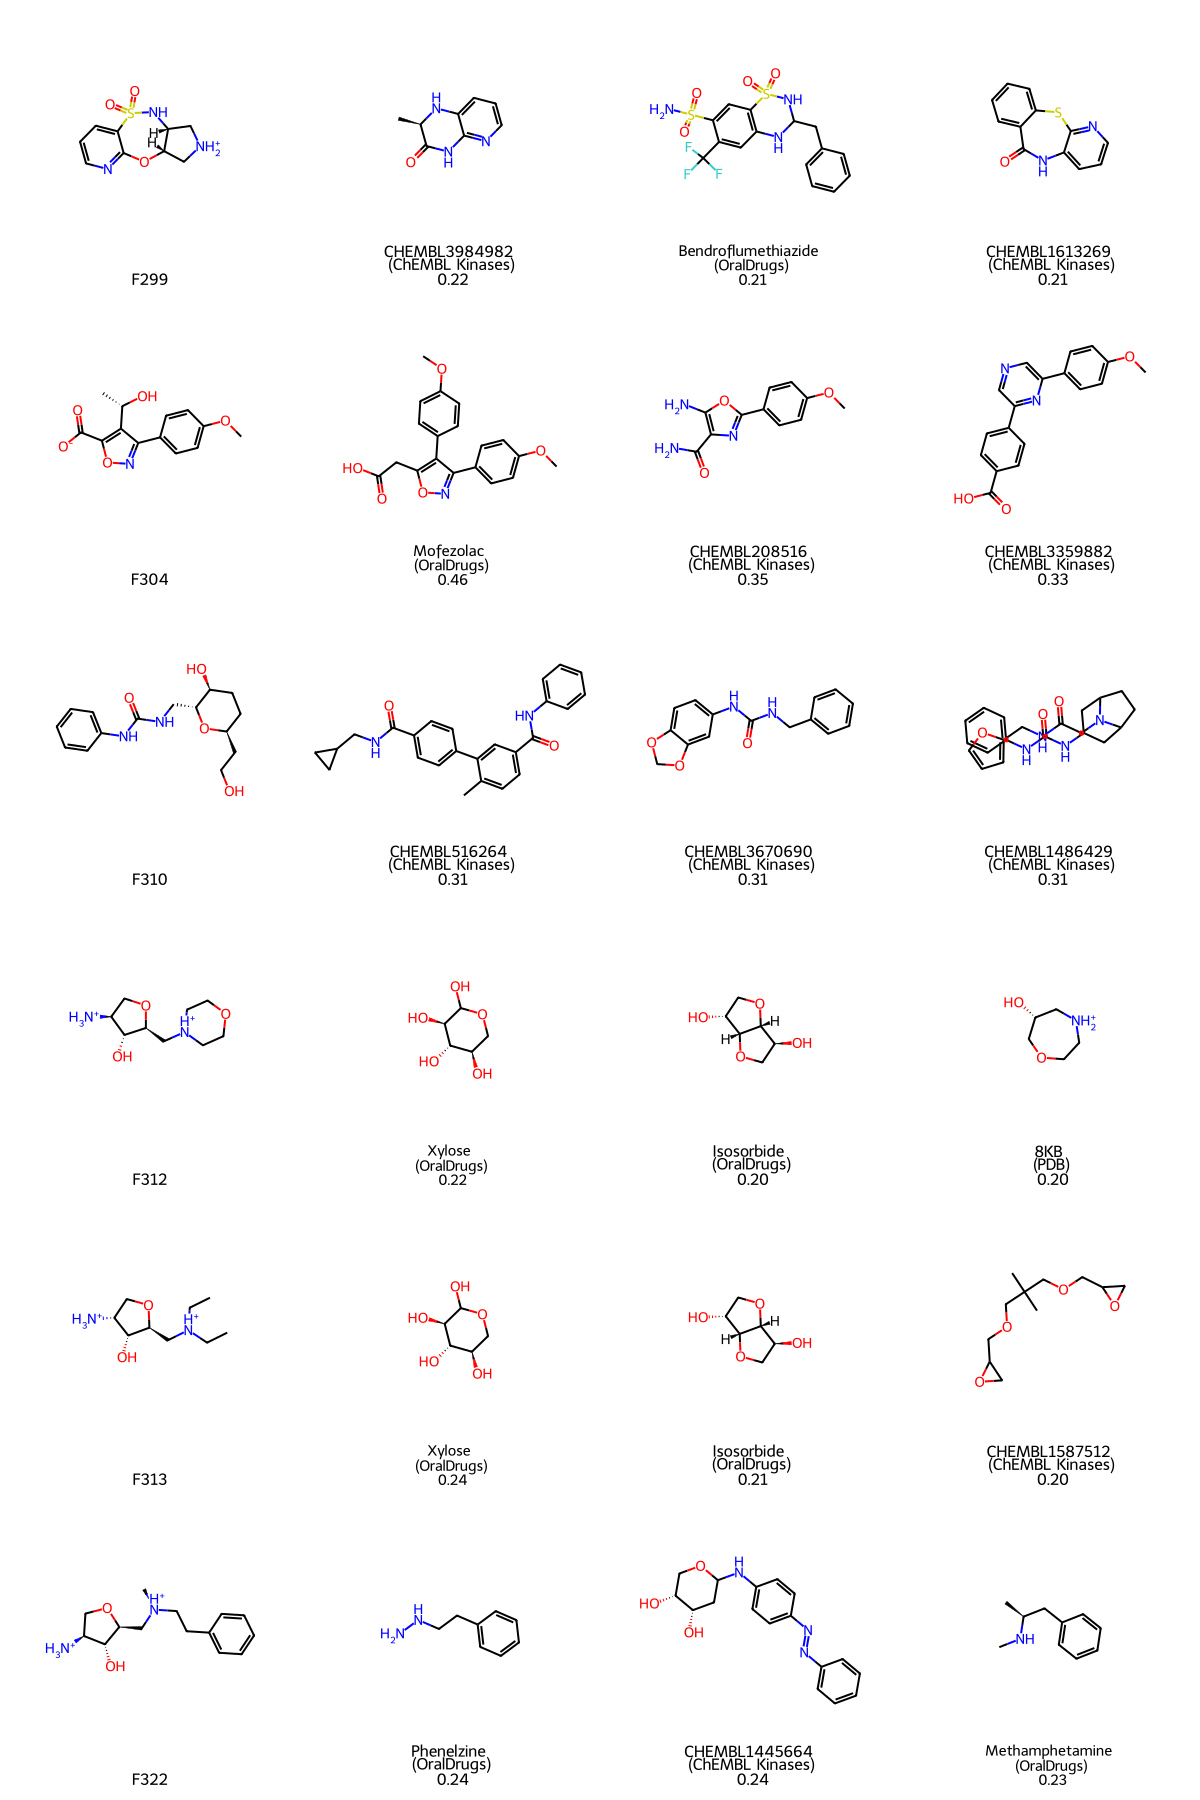 F299
CHEMBL3984982
(ChEMBL Kinases)
0.22
Bendroflumethiazide
(OralDrugs)
0.21
CHEMBL1613269
(ChEMBL Kinases)
0.21
F304
Mofezolac
(OralDrugs)
0.46
CHEMBL208516
(ChEMBL Kinases)
0.35
CHEMBL3359882
(ChEMBL Kinases)
0.33
F310
CHEMBL516264
(ChEMBL Kinases)
0.31
CHEMBL3670690
(ChEMBL Kinases)
0.31
CHEMBL1486429
(ChEMBL Kinases)
0.31
F312
Xylose
(OralDrugs)
0.22
Isosorbide
(OralDrugs)
0.20
8KB
(PDB)
0.20
F313
Xylose
(OralDrugs)
0.24
Isosorbide
(OralDrugs)
0.21
CHEMBL1587512
(ChEMBL Kinases)
0.20
F322
Phenelzine
(OralDrugs)
0.24
CHEMBL1445664
(ChEMBL Kinases)
0.24
Methamphetamine
(OralDrugs)
0.23